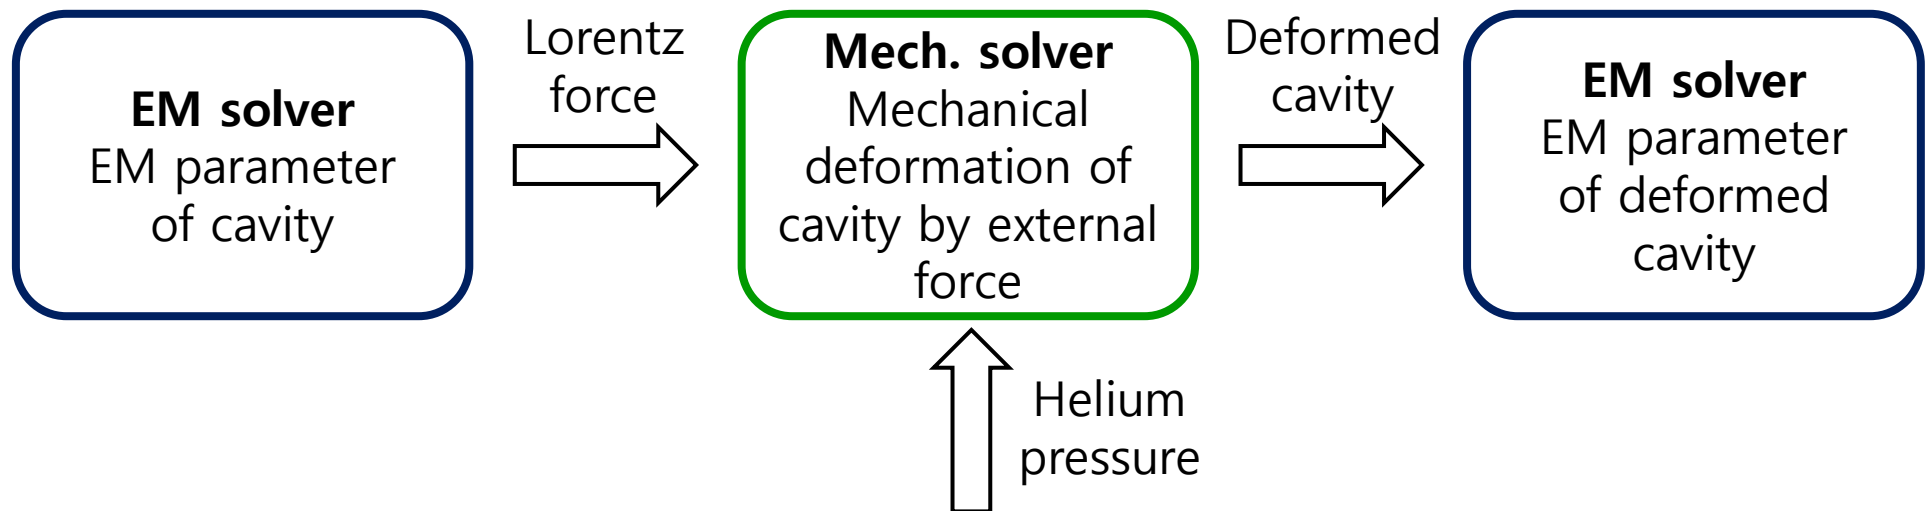 EM solver
EM parameter
of cavity
Lorentz
force
Mech. solver
Mechanical
deformation of
cavity by external
force
Deformed
cavity
EM solver
EM parameter
of deformed
cavity
Helium
pressure